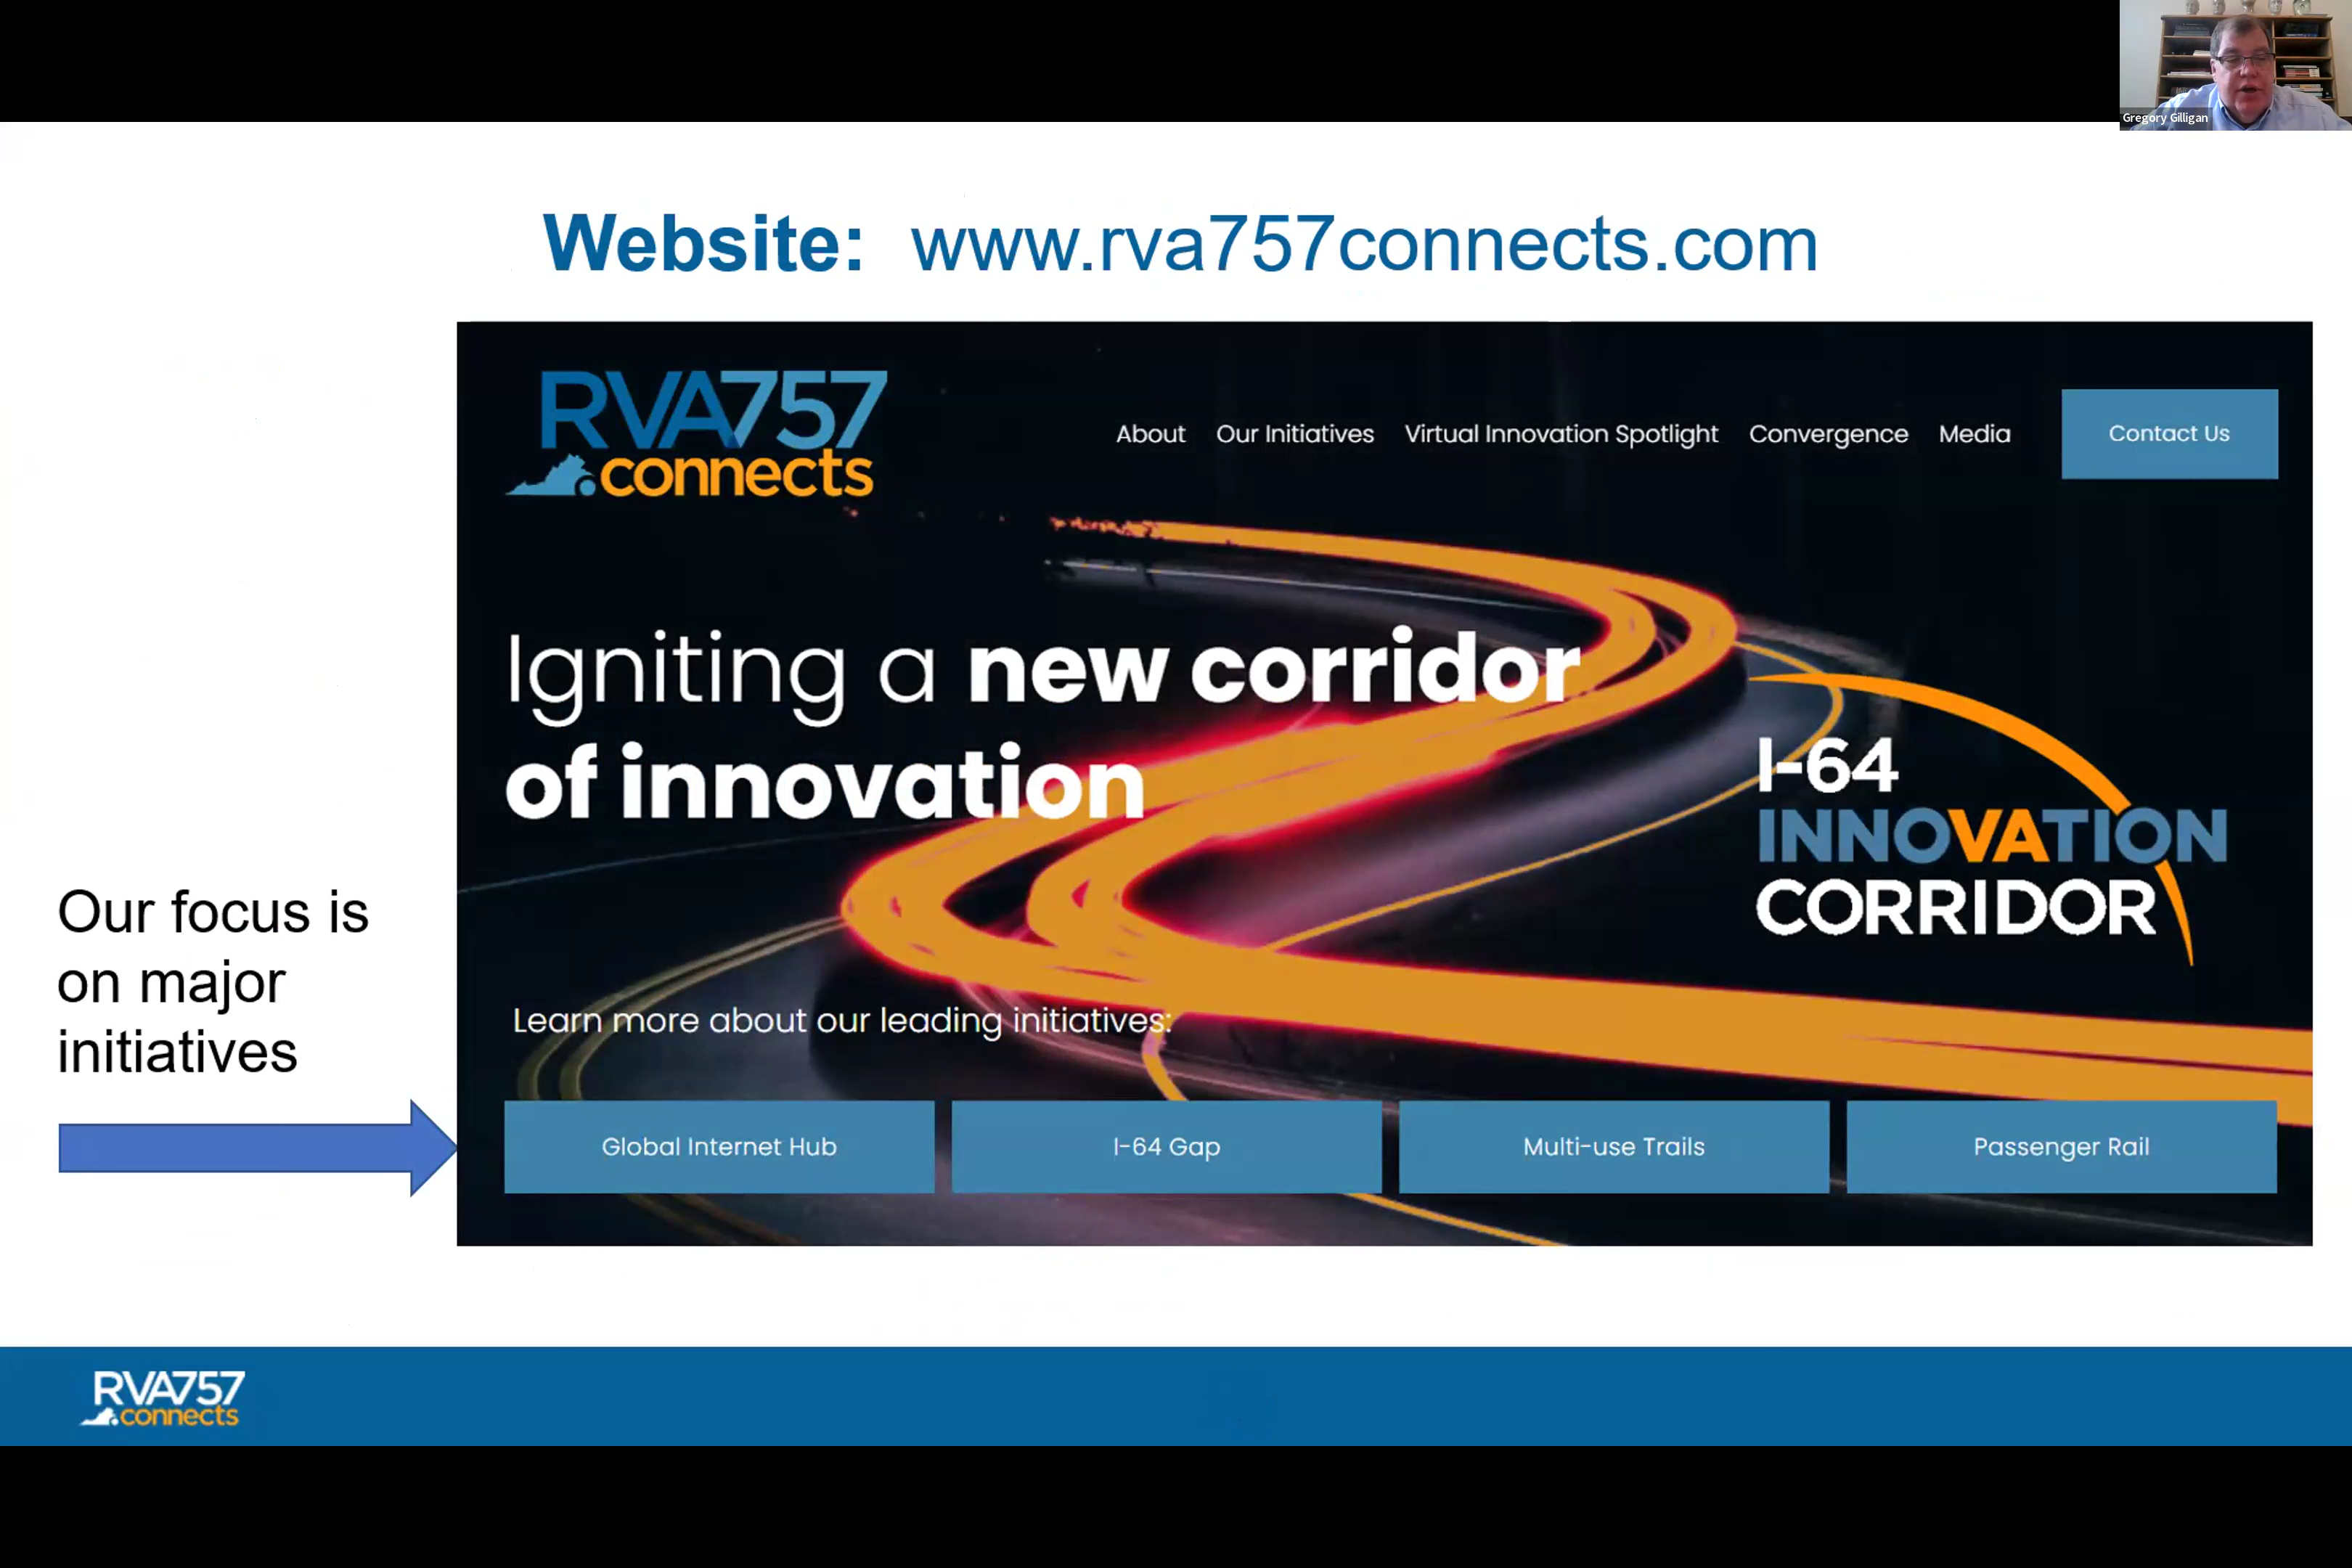 Gregory Gilligan
Website: www.rva757connects.com
RVA757
connects
About Our Initiatives Virtual Innovation Spotlight Convergence Media Contact Us
Igniting a new corridor
of innovation
I-64
INNOVATION
CORRIDOR
Our focus is
on major
initiatives
Learn more about our leading initiatives:
Global Internet Hub I-64 Gap Multi-use Trails Passenger Rail
RVA757
connects